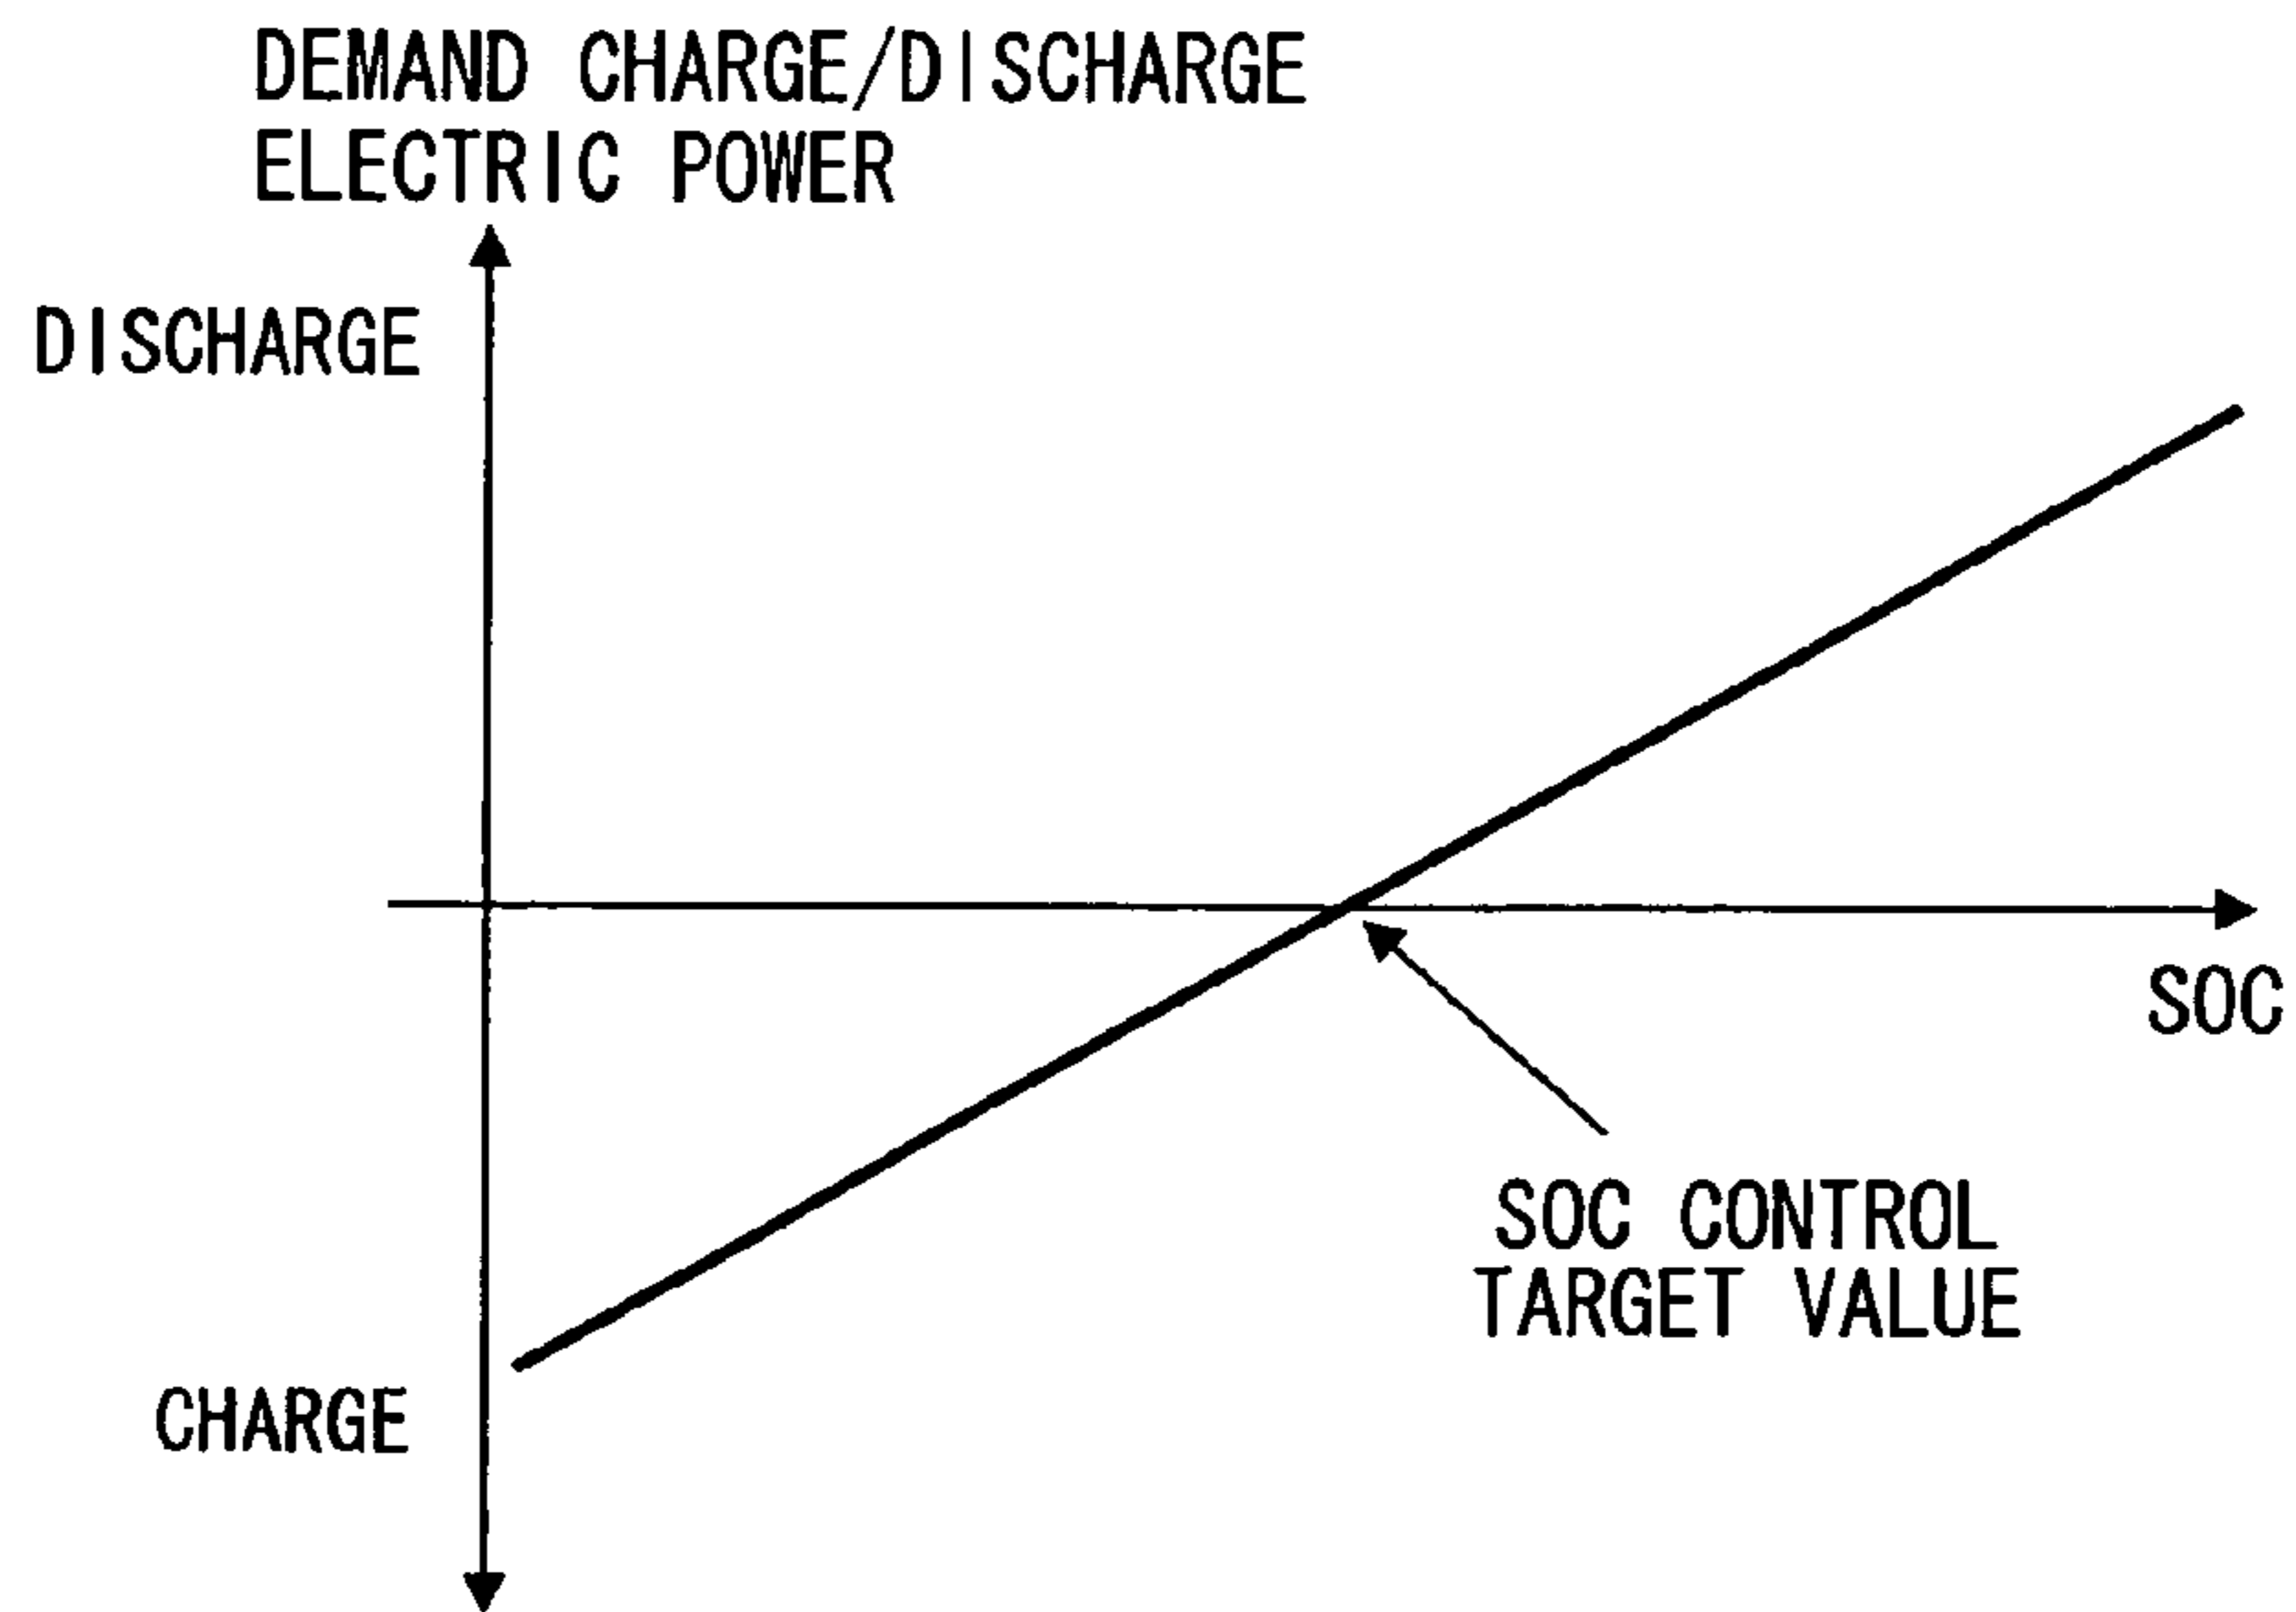 DEMAND CHARGE/DISCHARGE
ELECTRIC POWER
DISCHARGE
SOC
SOC CONTROL
TARGET VALUE
CHARGE